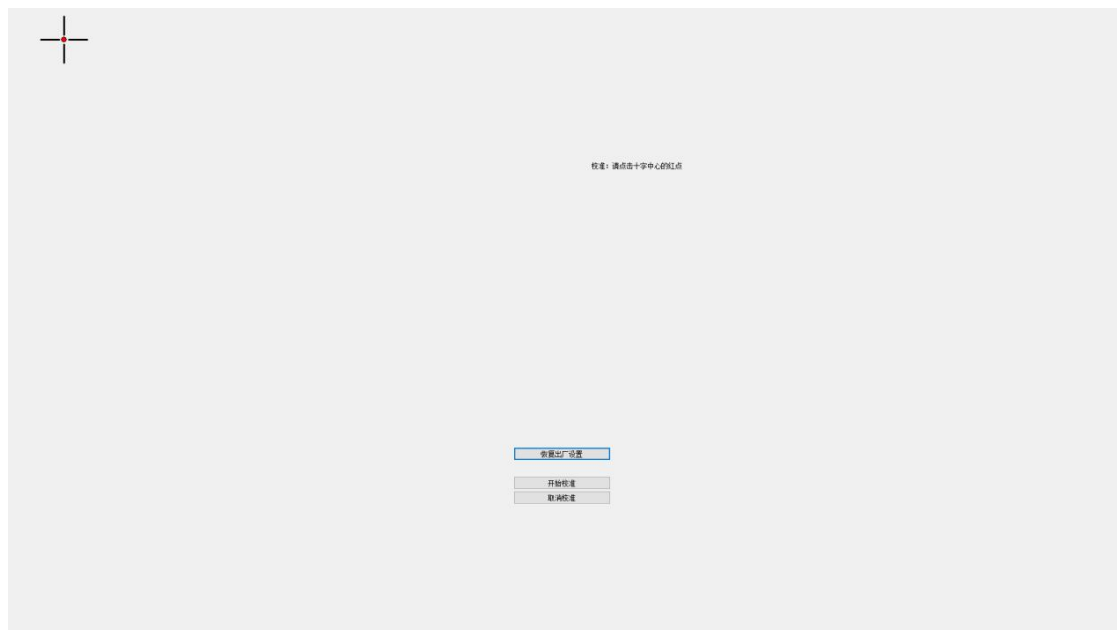 校准：请点击十字中心的红点
恢复出厂设置
开始校准
取消校准